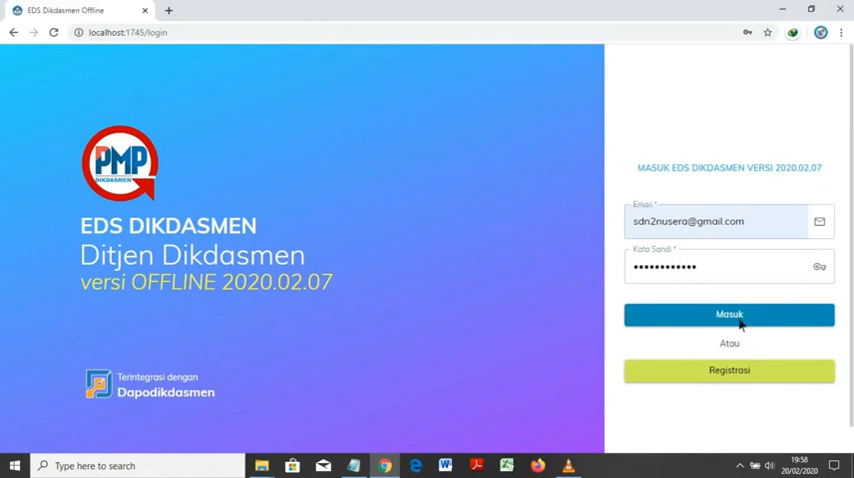 EDS Dikdasmen Offline
localhost:1745/login
PMP
DIKDASMEN
EDS DIKDASMEN
Ditjen Dikdasmen
versi OFFLINE 2020.02.07
Terintegrasi dengan
Dapodikdasmen
MASUK EDS DIKDASMEN VERSI 2020.02.07
Email *
sdn2nusera@gmail.com
Kata Sandi *
••••••••••••
Masuk
Atau
Registrasi
Type here to search
19:58
20/02/2020